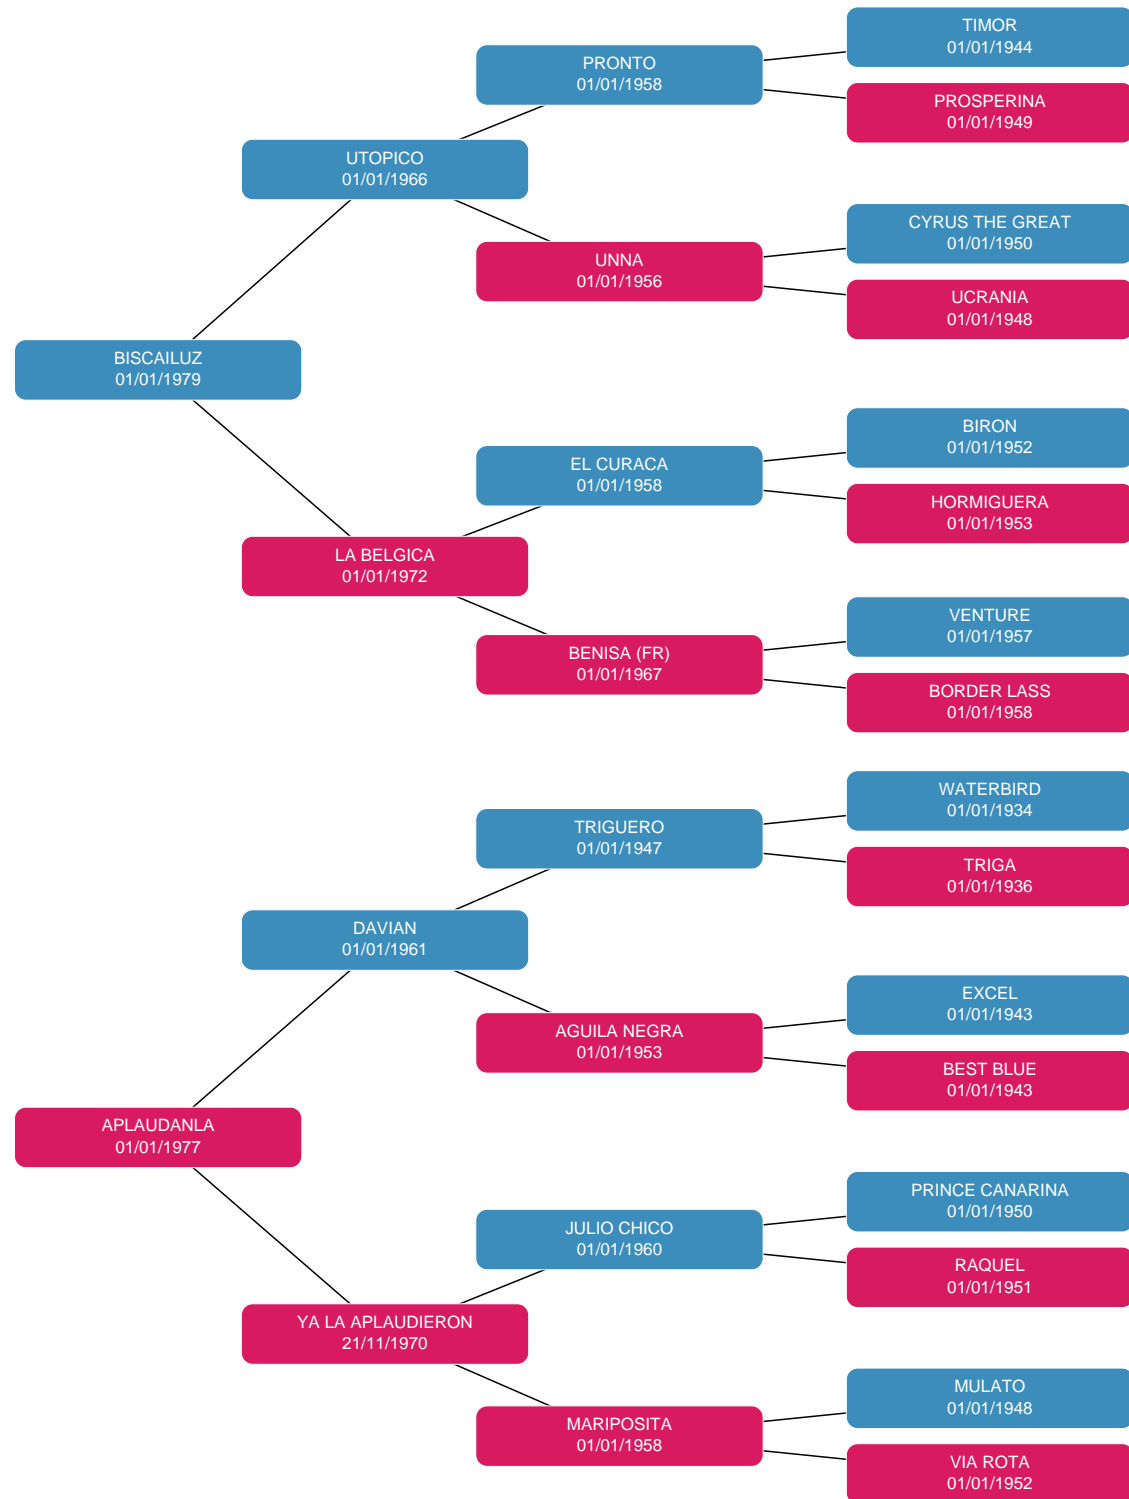 TIMOR
01/01/1944
PRONTO
01/01/1958
PROSPERINA
01/01/1949
UTOPICO
01/01/1966
CYRUS THE GREAT
01/01/1950
UNNA
01/01/1956
UCRANIA
01/01/1948
BISCAILUZ
01/01/1979
BIRON
01/01/1952
EL CURACA
01/01/1958
HORMIGUERA
01/01/1953
LA BELGICA
01/01/1972
VENTURE
01/01/1957
BENISA (FR)
01/01/1967
BORDER LASS
01/01/1958
WATERBIRD
01/01/1934
TRIGUERO
01/01/1947
TRIGA
01/01/1936
DAVIAN
01/01/1961
EXCEL
01/01/1943
AGUILA NEGRA
01/01/1953
BEST BLUE
01/01/1943
APLAUDANLA
01/01/1977
PRINCE CANARINA
01/01/1950
JULIO CHICO
01/01/1960
RAQUEL
01/01/1951
YA LA APLAUDIERON
21/11/1970
MULATO
01/01/1948
MARIPOSITA
01/01/1958
VIA ROTA
01/01/1952